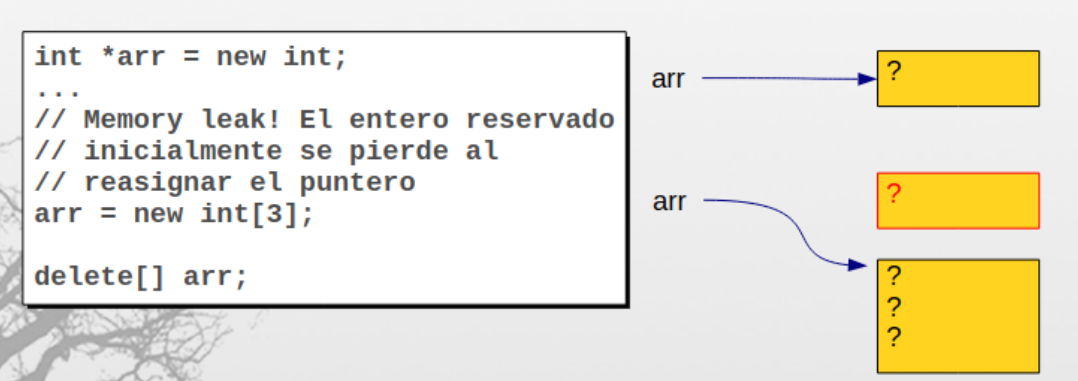 int *arr = new int;
...
// Memory leak! El entero reservado
// inicialmente se pierde al
// reasignar el puntero
arr = new int[3];
delete[] arr;
arr
?
arr
?
?
?
?